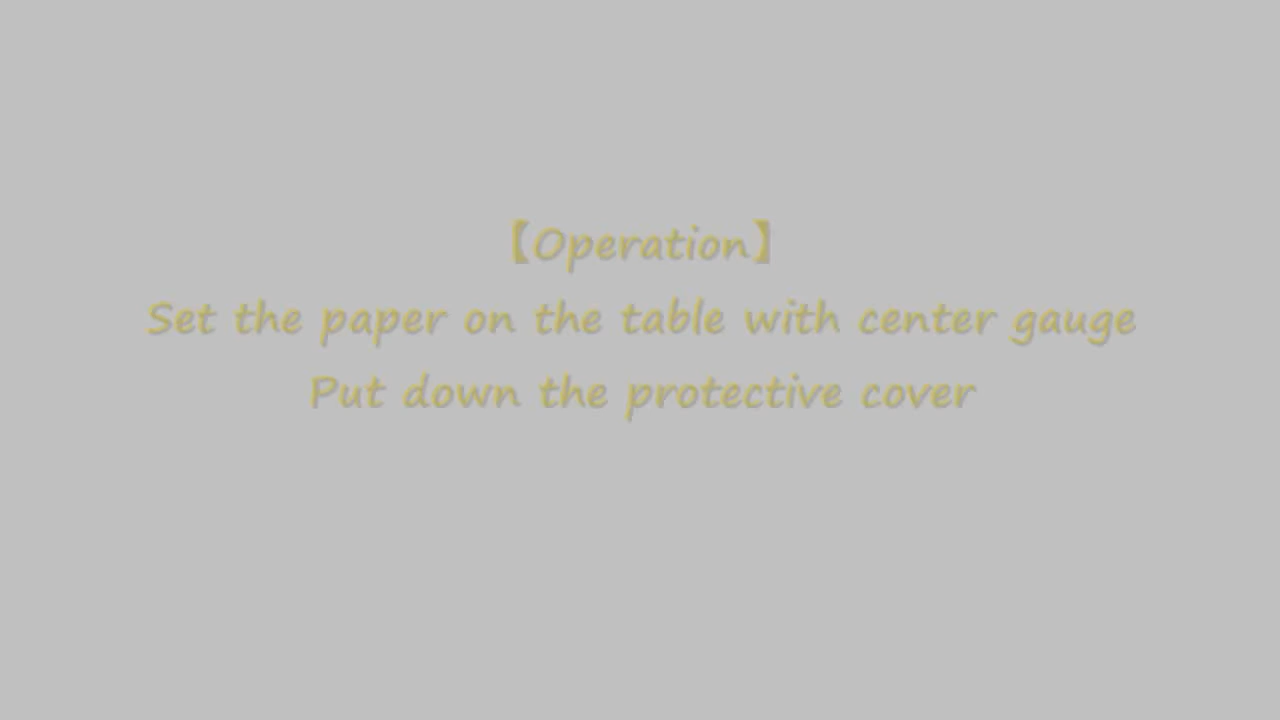 【Operation】
Set the paper on the table with center gauge
Put down the protective cover